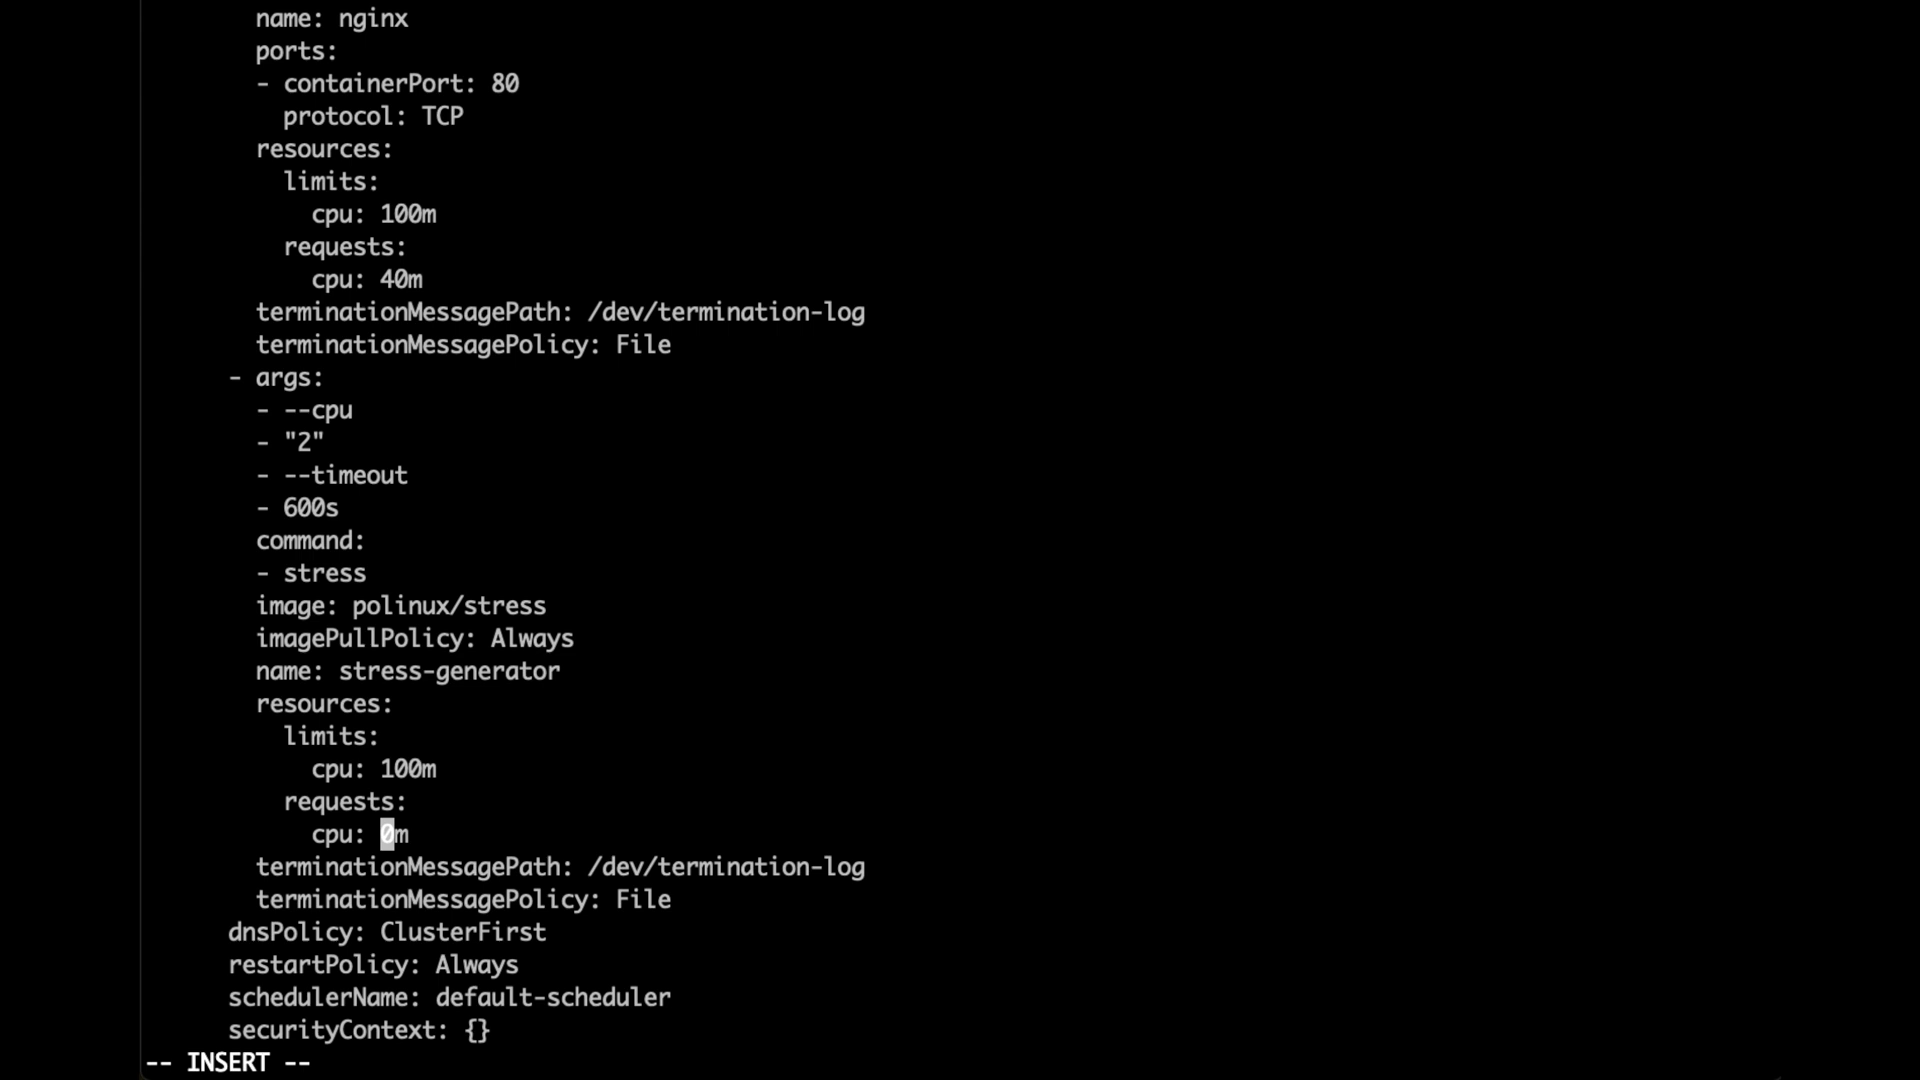 name: nginx
ports:
- containerPort: 80
protocol: TCP
resources:
limits:
cpu: 100m
requests:
cpu: 40m
terminationMessagePath: /dev/termination-log
terminationMessagePolicy: File
- args:
- --cpu
- "2"
- --timeout
- 600s
command:
- stress
image: polinux/stress
imagePullPolicy: Always
name: stress-generator
resources:
limits:
cpu: 100m
requests:
cpu: 0m
terminationMessagePath: /dev/termination-log
terminationMessagePolicy: File
dnsPolicy: ClusterFirst
restartPolicy: Always
schedulerName: default-scheduler
securityContext: {}
-- INSERT --